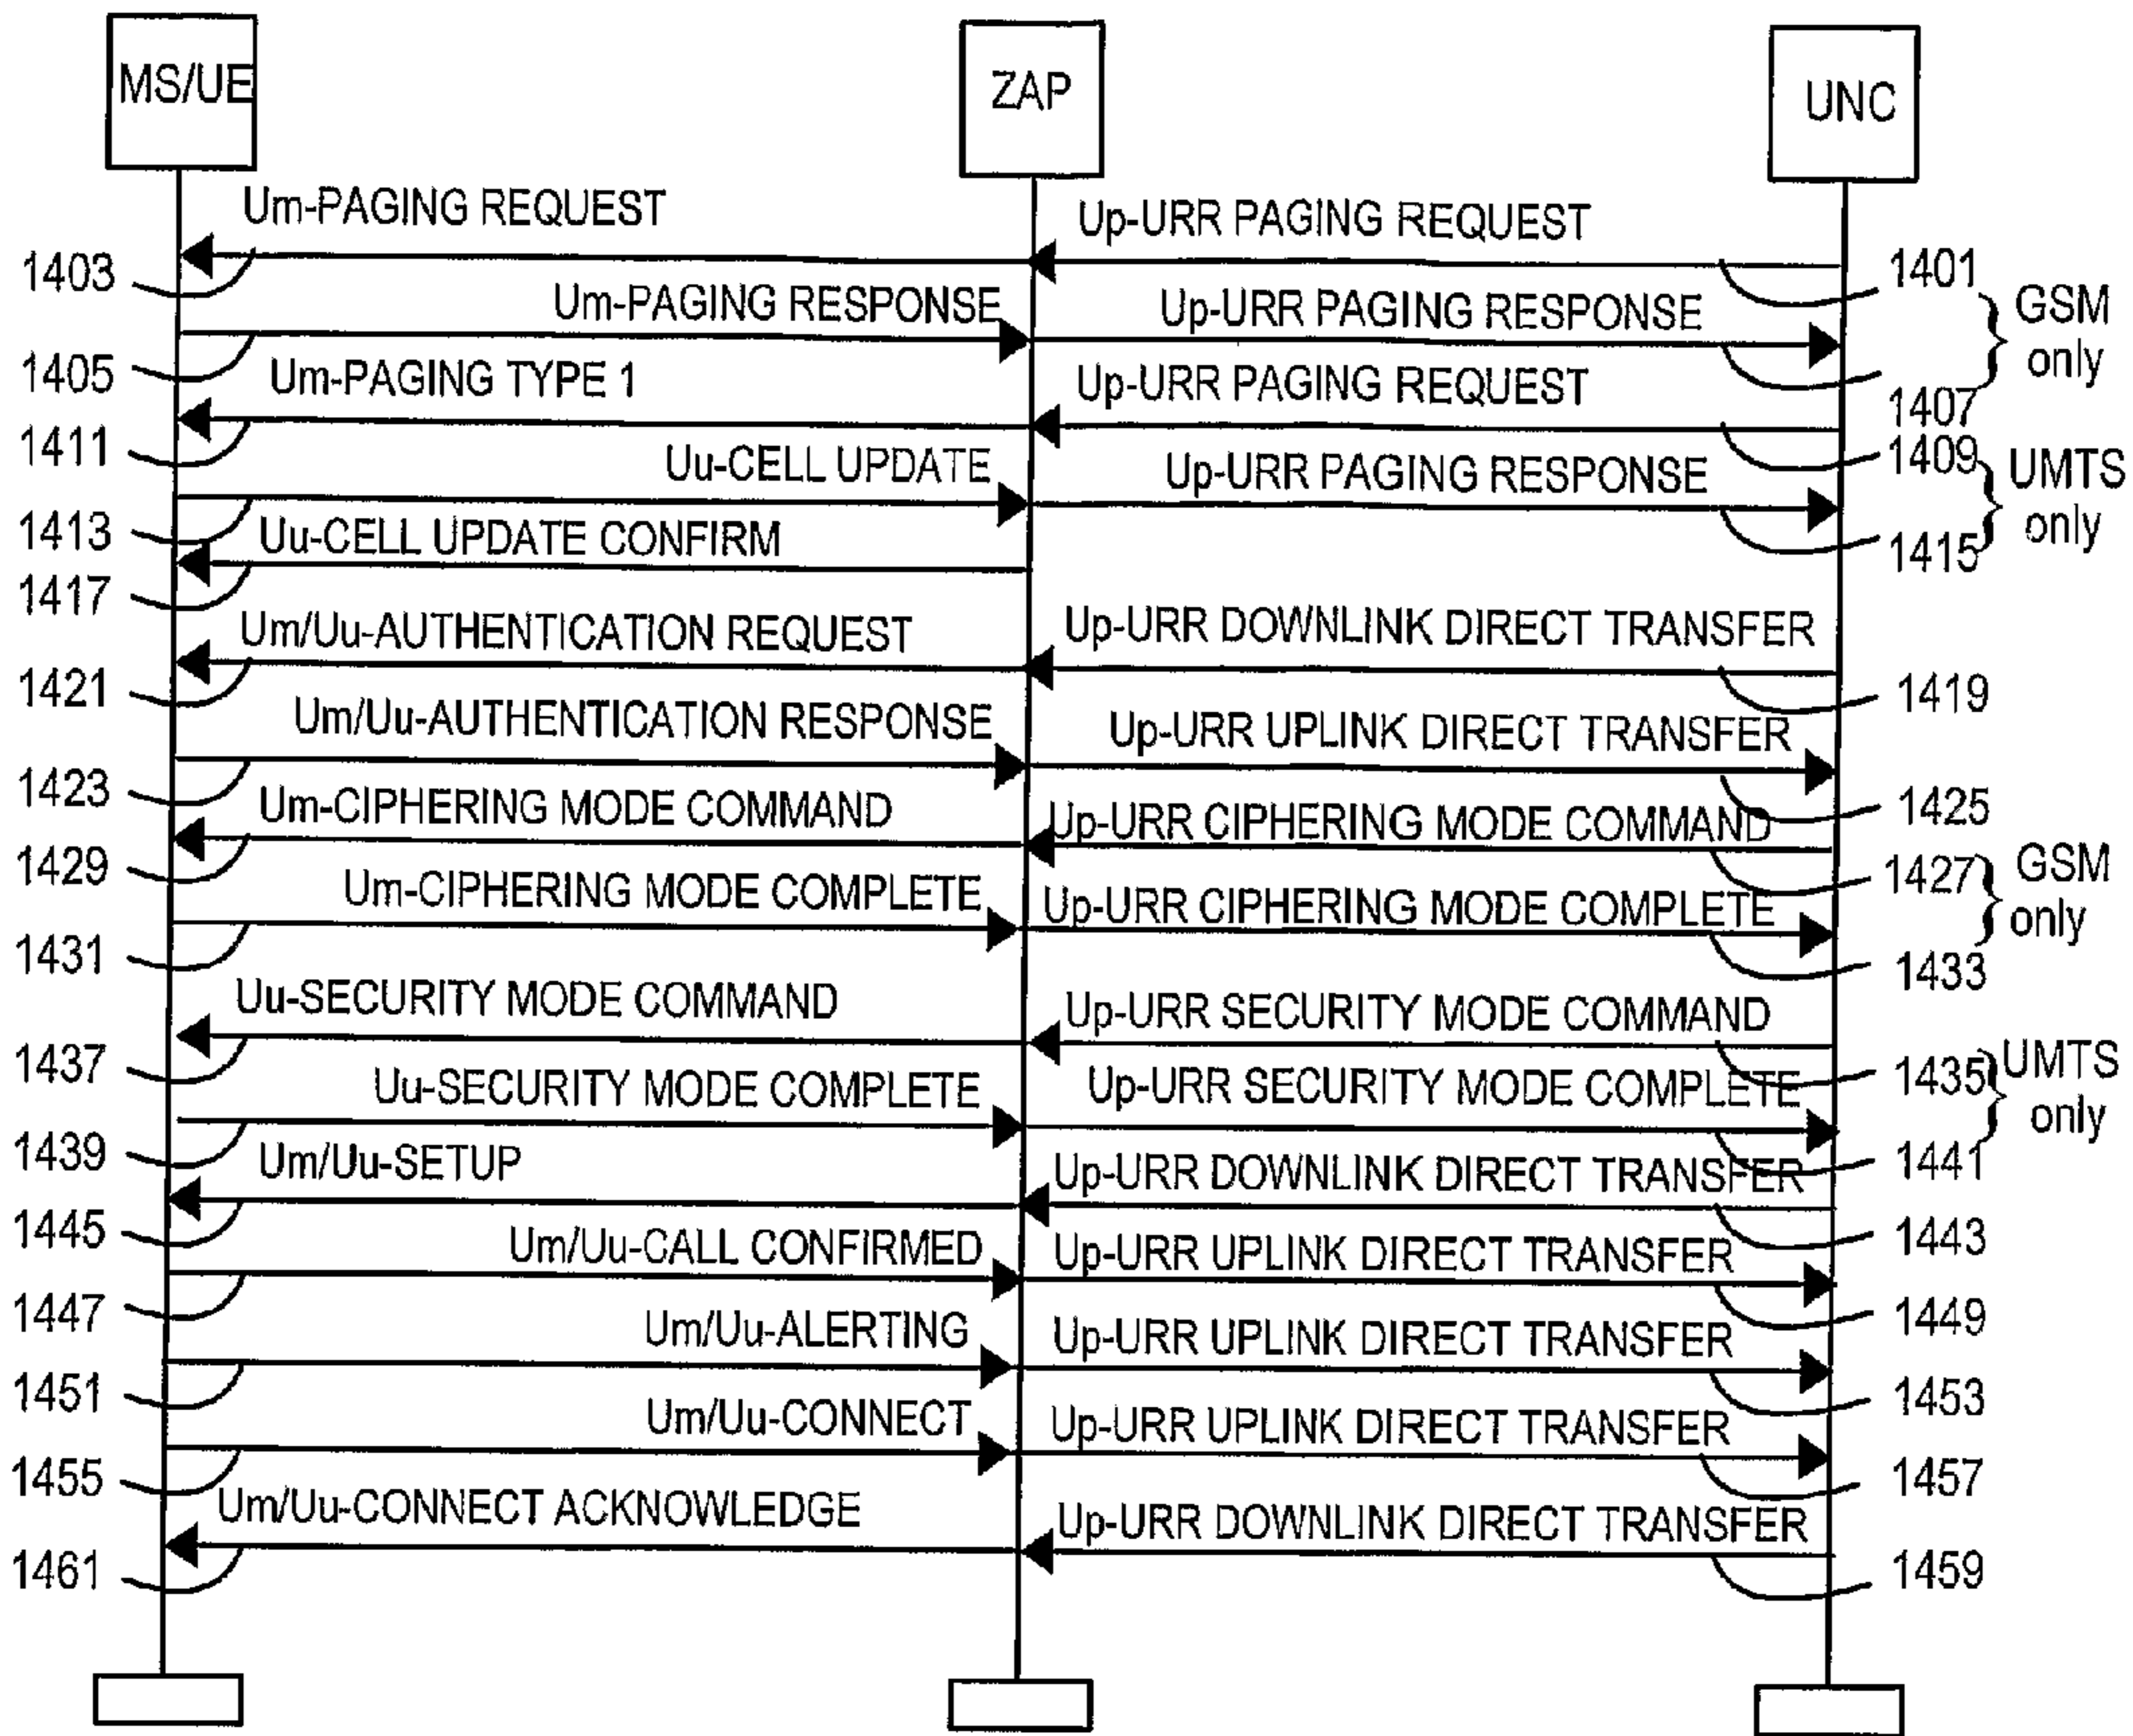 MS/UE
ZAP
UNC
Um-PAGING REQUEST
Up-URR PAGING REQUEST
1403
1401
Um-PAGING RESPONSE
Up-URR PAGING RESPONSE
GSM
only
1405
1407
Um-PAGING TYPE 1
Up-URR PAGING REQUEST
1411
1409
Uu-CELL UPDATE
Up-URR PAGING RESPONSE
UMTS
only
1413
1415
Uu-CELL UPDATE CONFIRM
1417
Um/Uu-AUTHENTICATION REQUEST
Up-URR DOWNLINK DIRECT TRANSFER
1421
1419
Um/Uu-AUTHENTICATION RESPONSE
Up-URR UPLINK DIRECT TRANSFER
1423
1425
Um-CIPHERING MODE COMMAND
Up-URR CIPHERING MODE COMMAND
1429
1427
GSM
only
Um-CIPHERING MODE COMPLETE
Up-URR CIPHERING MODE COMPLETE
1431
1433
Uu-SECURITY MODE COMMAND
Up-URR SECURITY MODE COMMAND
1437
1435
UMTS
only
Uu-SECURITY MODE COMPLETE
Up-URR SECURITY MODE COMPLETE
1439
1441
Um/Uu-SETUP
Up-URR DOWNLINK DIRECT TRANSFER
1445
1443
Um/Uu-CALL CONFIRMED
Up-URR UPLINK DIRECT TRANSFER
1447
1449
Um/Uu-ALERTING
Up-URR UPLINK DIRECT TRANSFER
1451
1453
Um/Uu-CONNECT
Up-URR UPLINK DIRECT TRANSFER
1455
1457
Um/Uu-CONNECT ACKNOWLEDGE
Up-URR DOWNLINK DIRECT TRANSFER
1461
1459